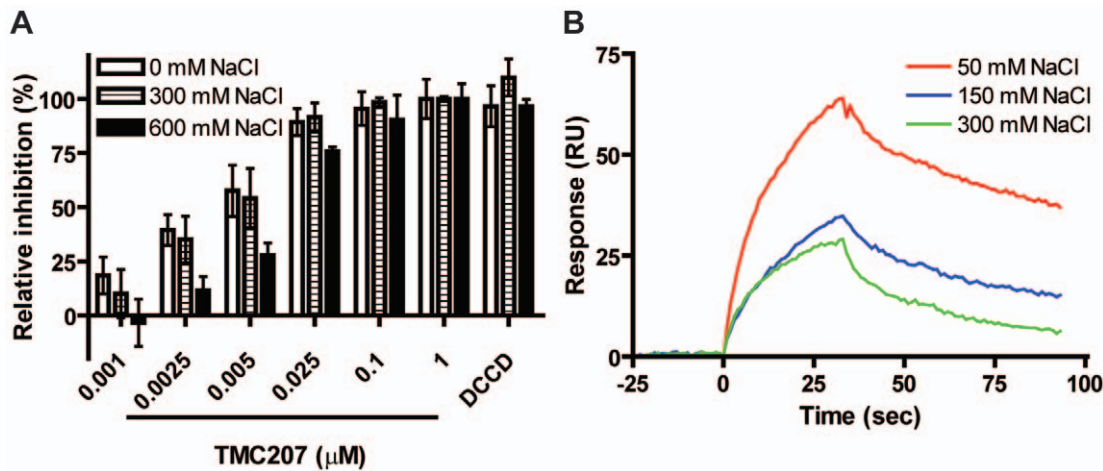 A
Relative inhibition (%)
0 mM NaCl
300 mM NaCl
600 mM NaCl
100
75
50
25
0
0.001
0.0025
0.005
0.025
0.1
1
DCCD
TMC207 (µM)
B
Response (RU)
75
50
25
0
50 mM NaCl
150 mM NaCl
300 mM NaCl
-25
0
25
50
75
100
Time (sec)